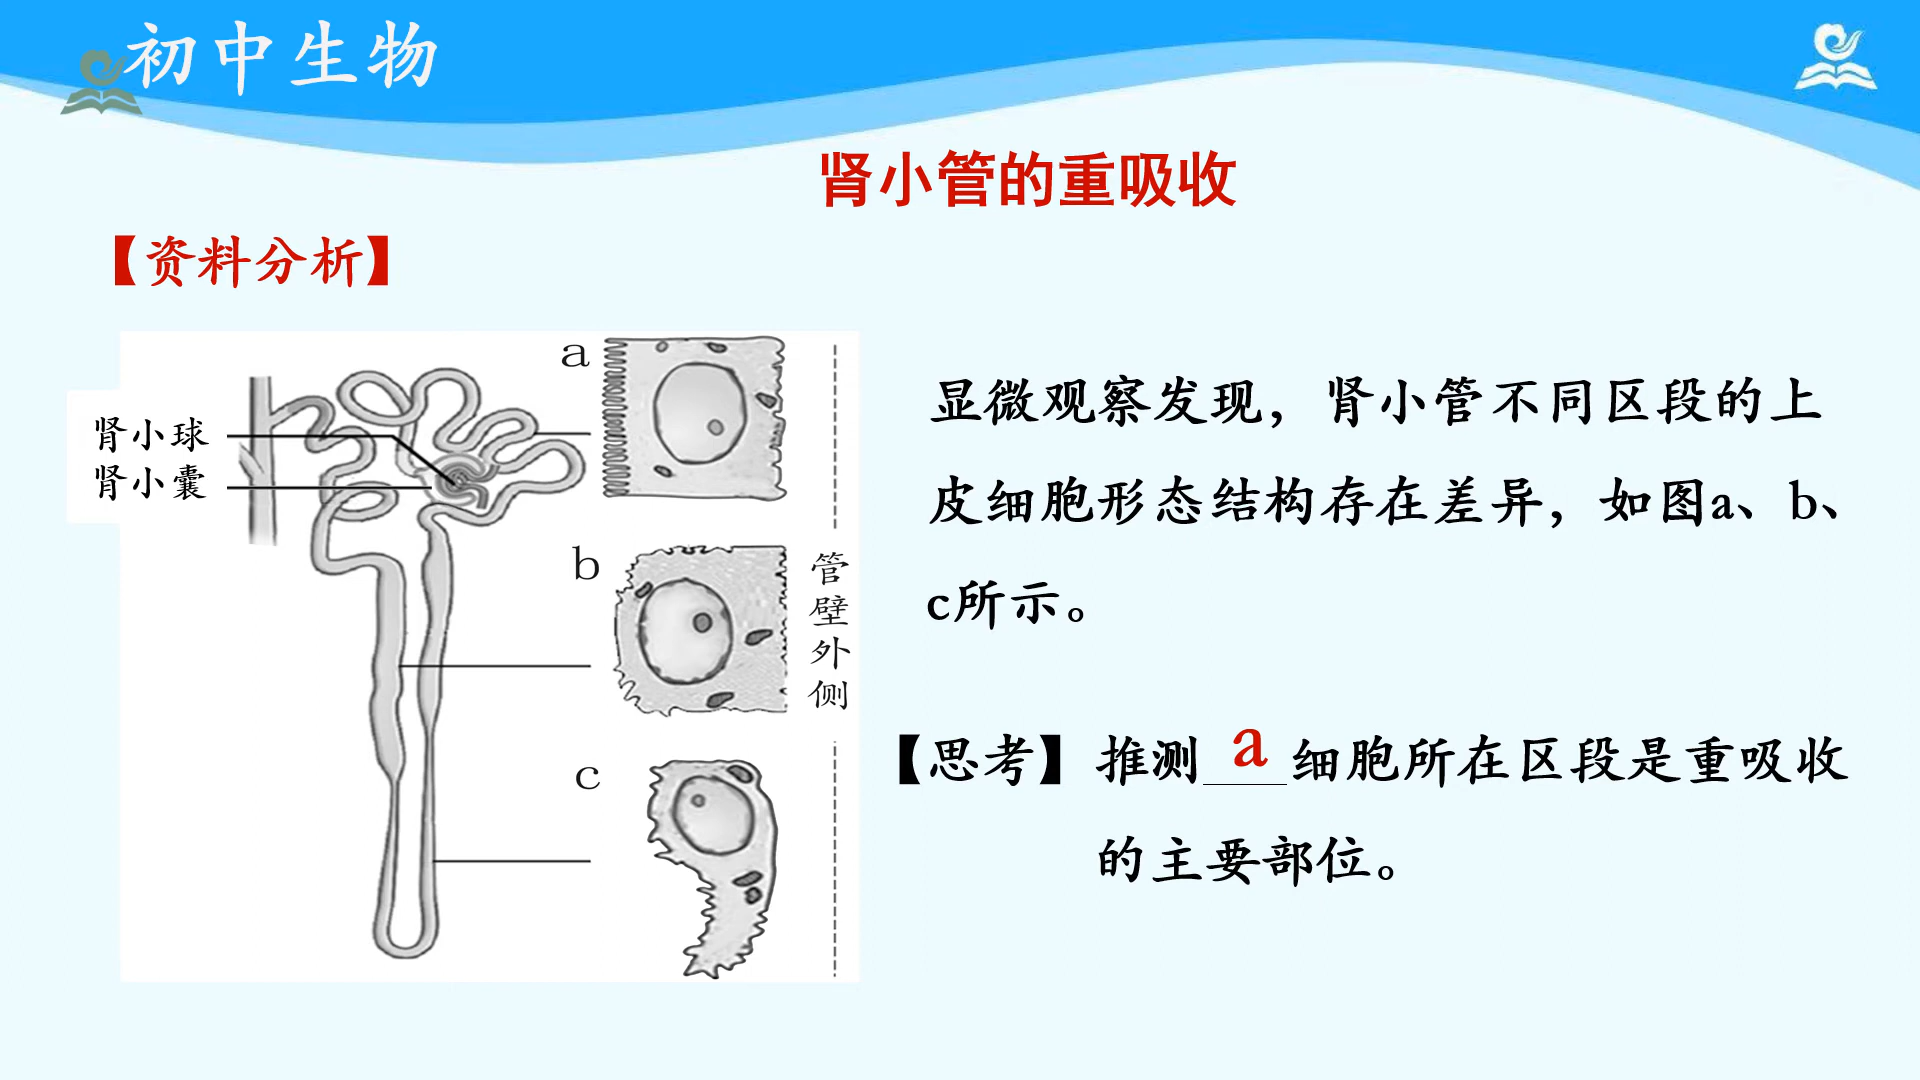 初中生物
肾小管的重吸收
【资料分析】
肾小球
肾小囊
a
b
c
管壁外侧
显微观察发现，肾小管不同区段的上
皮细胞形态结构存在差异，如图a、b、
c所示。
【思考】推测a细胞所在区段是重吸收
的主要部位。